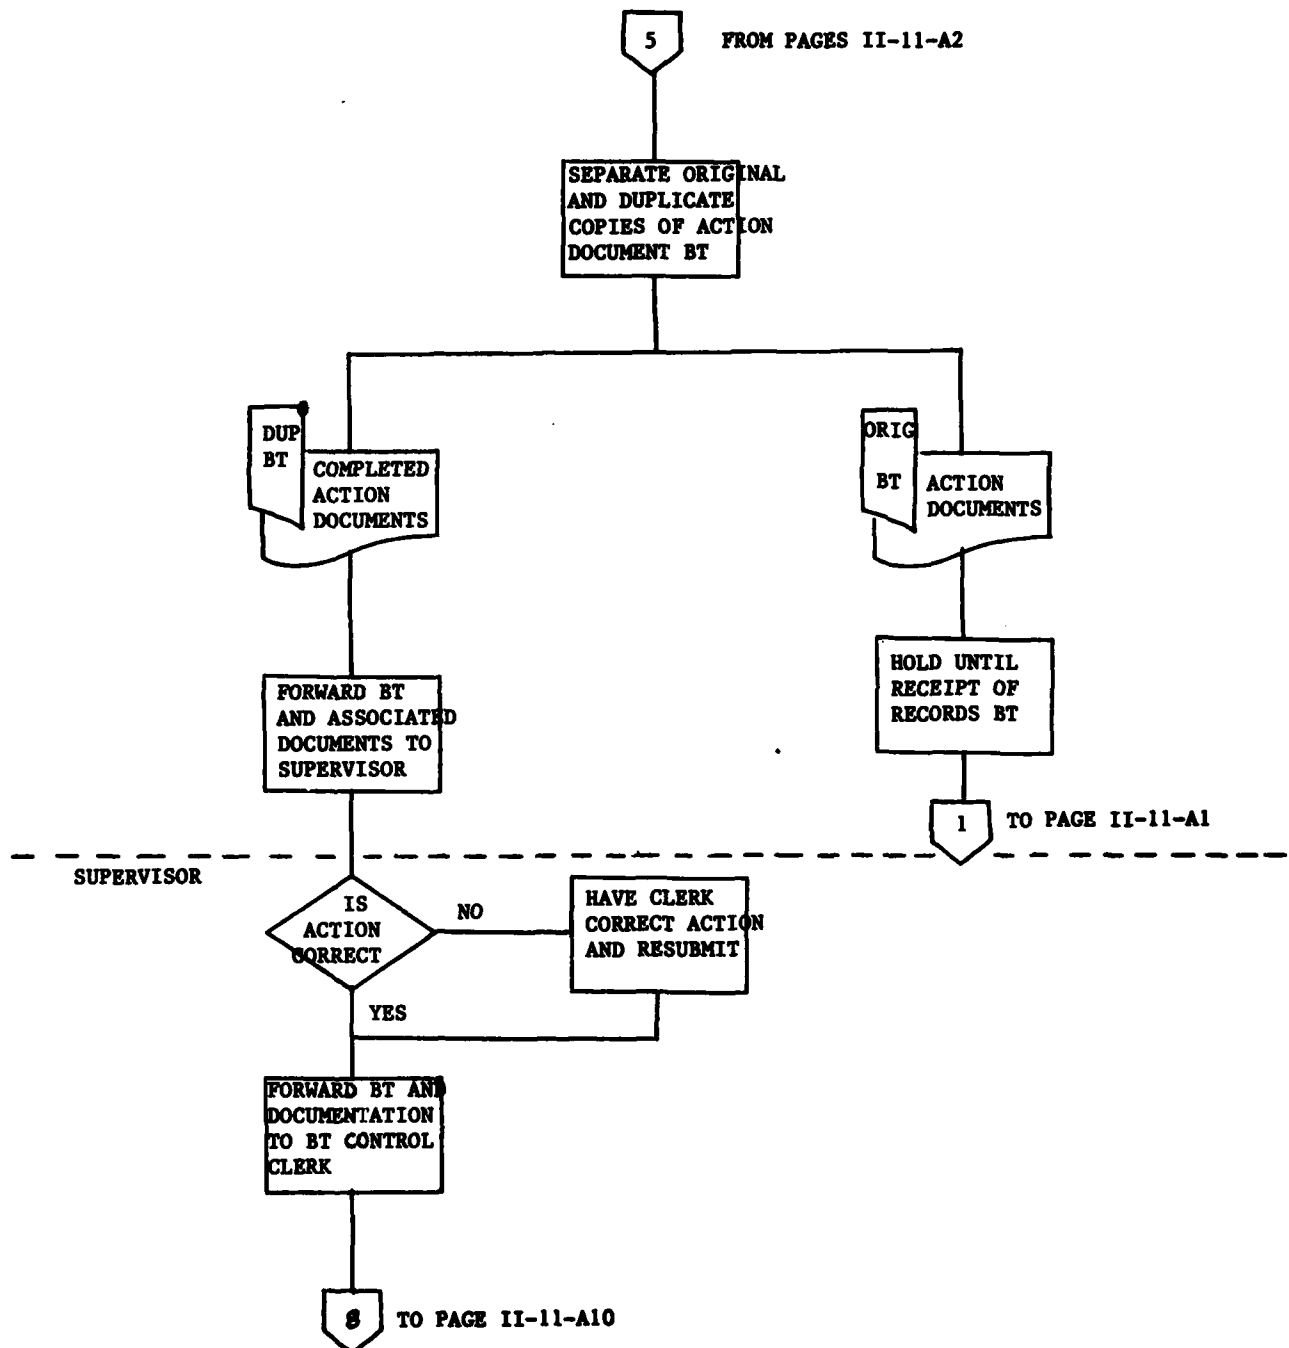 5
FROM PAGES II-11-A2
SEPARATE ORIGINAL
AND DUPLICATE
COPIES OF ACTION
DOCUMENT BT
DUP
BT
COMPLETED
ACTION
DOCUMENTS
ORIG
BT
ACTION
DOCUMENTS
FORWARD BT
AND ASSOCIATED
DOCUMENTS TO
SUPERVISOR
HOLD UNTIL
RECEIPT OF
RECORDS BT
1
TO PAGE II-11-A1
SUPERVISOR
IS
ACTION
CORRECT
NO
HAVE CLERK
CORRECT ACTION
AND RESUBMIT
YES
FORWARD BT AND
DOCUMENTATION
TO BT CONTROL
CLERK
8
TO PAGE II-11-A10